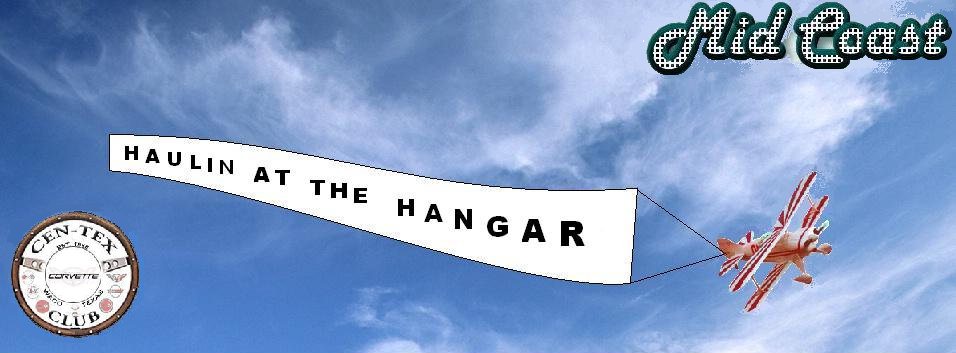 Mid Coast
HAULIN AT THE HANGAR
CEN-TEX
CORVETTE
WACO TEXAS
CLUB